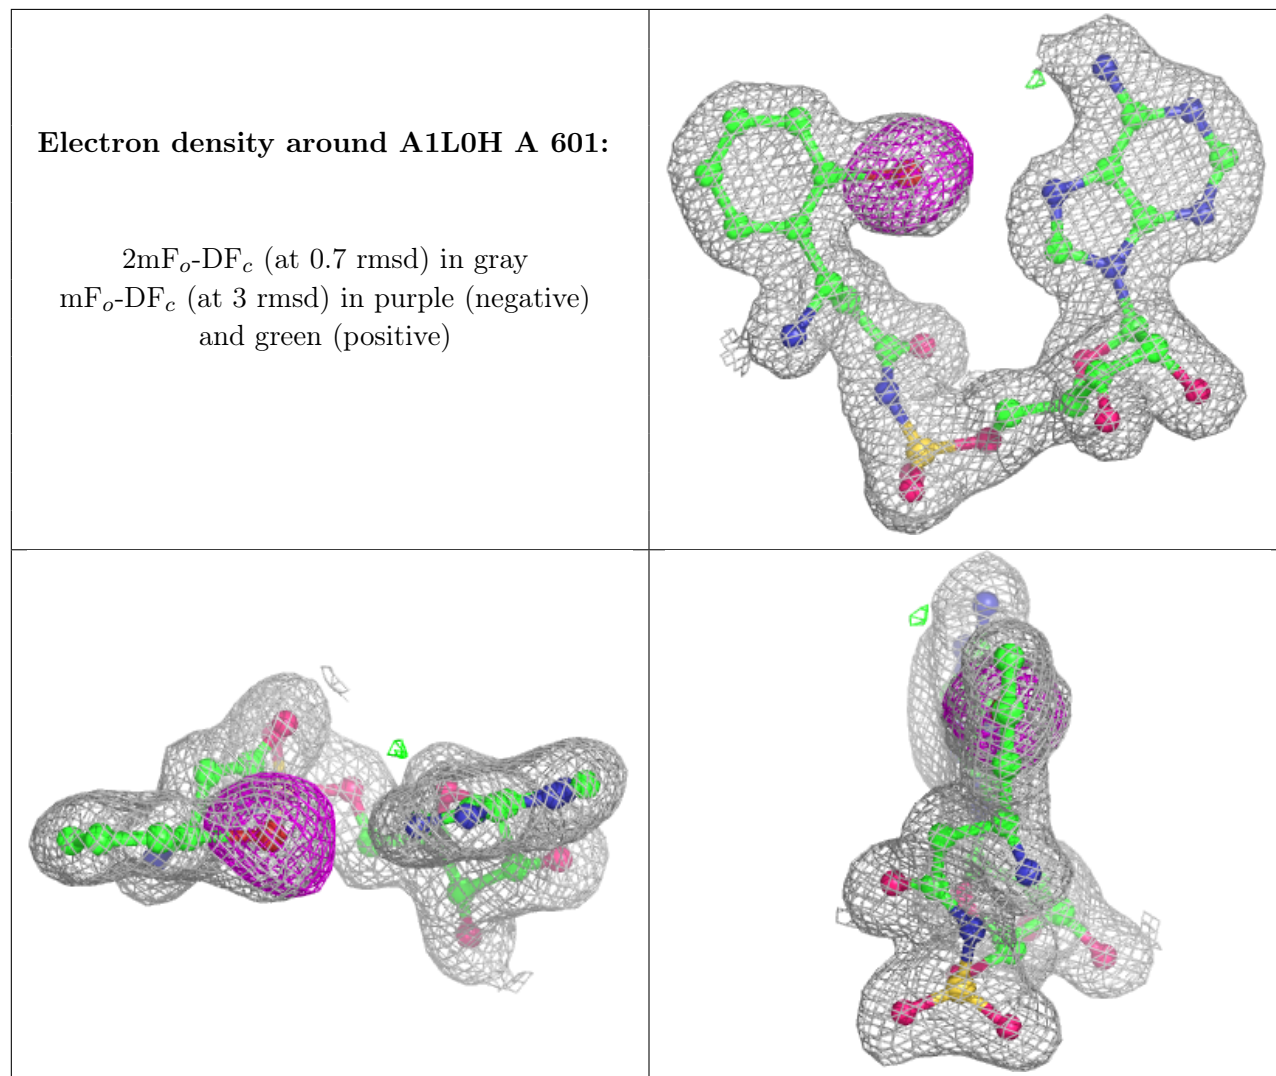 Electron density around A1L0H A 601:
2mFo-DFc (at 0.7 rmsd) in gray
mFo-DFc (at 3 rmsd) in purple (negative)
and green (positive)